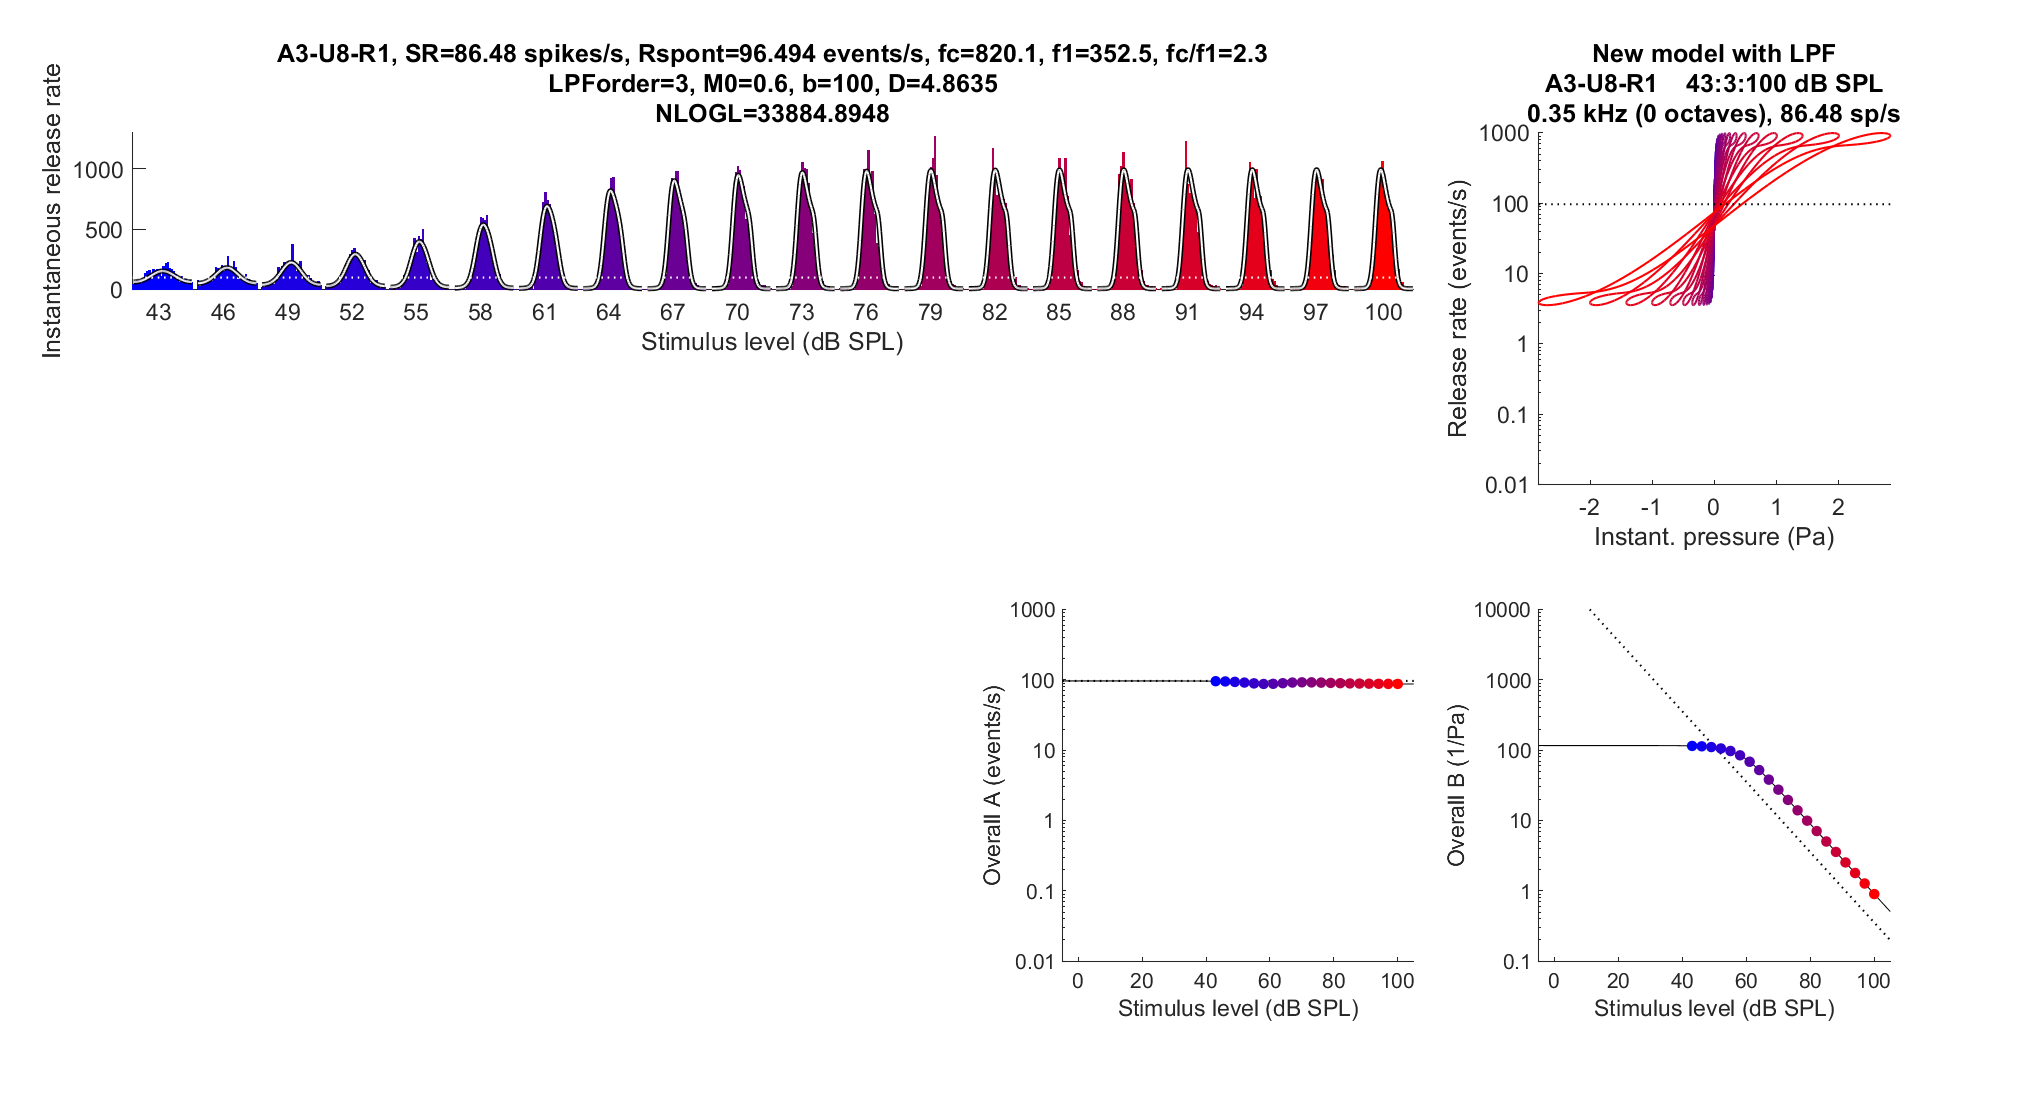 A3-U8-R1, SR=86.48 spikes/s, Rspont=96.494 events/s, fc=820.1, f1=352.5, fc/f1=2.3
LPForder=3, M0=0.6, b=100, D=4.8635
NLOGL=33884.8948
Instantaneous release rate
1000
500
0
43 46 49 52 55 58 61 64 67 70 73 76 79 82 85 88 91 94 97 100
Stimulus level (dB SPL)
New model with LPF
A3-U8-R1 43:3:100 dB SPL
0.35 kHz (0 octaves), 86.48 sp/s
Release rate (events/s)
1000
100
10
1
0.1
0.01
-2 -1 0 1 2
Instant. pressure (Pa)
Overall A (events/s)
1000
100
10
1
0.1
0.01
0 20 40 60 80 100
Stimulus level (dB SPL)
Overall B (1/Pa)
10000
1000
100
10
1
0.1
0 20 40 60 80 100
Stimulus level (dB SPL)